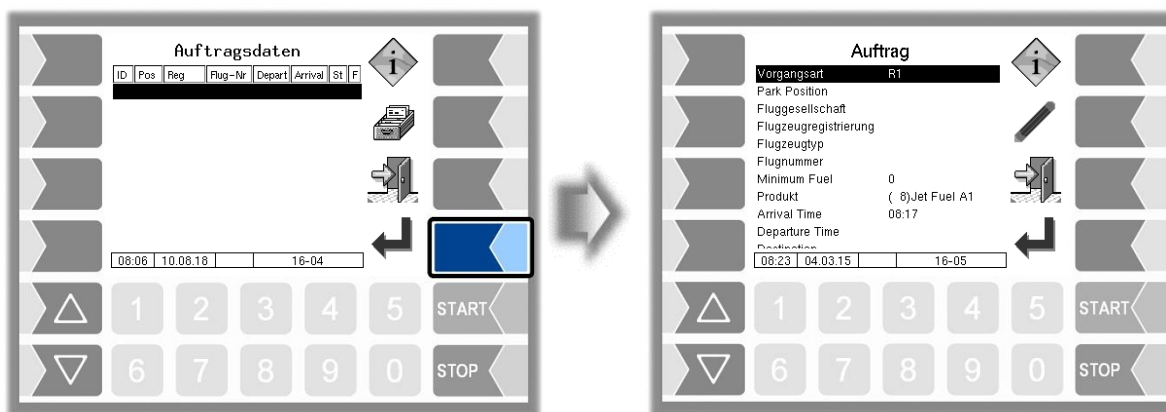 Auftragsdaten
ID Pos Reg Flug-Nr Depart Arrival St F
i
08:06 10.08.18 16-04
1 2 3 4 5 START
6 7 8 9 0 STOP
Auftrag
i
Vorgangsart R1
Park Position
Fluggesellschaft
Flugzeugregistrierung
Flugzeugtyp
Flugnummer
Minimum Fuel 0
Produkt ( 8)Jet Fuel A1
Arrival Time 08:17
Departure Time
Destination
08:23 04.03.15 16-05
1 2 3 4 5 START
6 7 8 9 0 STOP